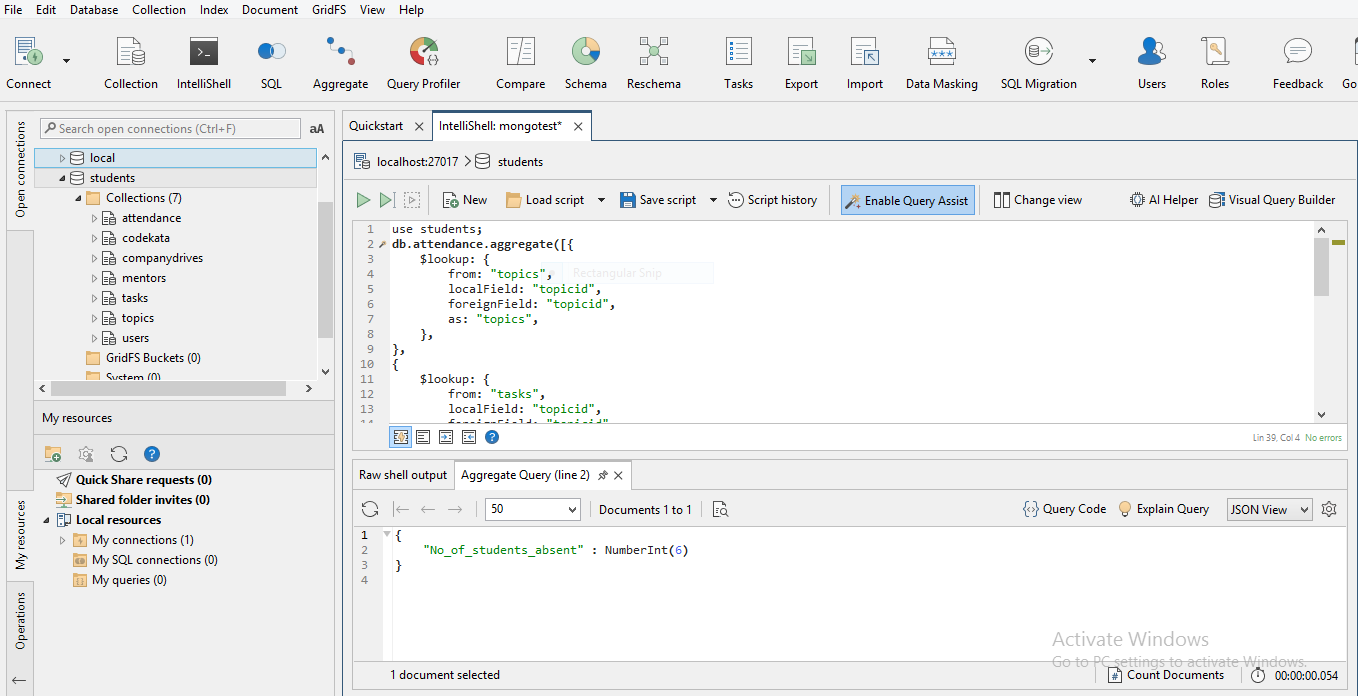 File Edit Database Collection Index Document GridFS View Help
Connect Collection IntelliShell SQL Aggregate Query Profiler Compare Schema Reschema Tasks Export Import Data Masking SQL Migration Users Roles Feedback Go
Open connections
Search open connections (Ctrl+F) aA
local
students
Collections (7)
attendance
codekata
companydrives
mentors
tasks
topics
users
GridFS Buckets (0)
System (0)
My resources
Quick Share requests (0)
Shared folder invites (0)
Local resources
My connections (1)
My SQL connections (0)
My queries (0)
My resources
Operations
Quickstart IntelliShell: mongotest*
localhost:27017 students
New Load script Save script Script history Enable Query Assist Change view AI Helper Visual Query Builder
1 use students;
2 db.attendance.aggregate([{
3 $lookup: {
4 from: "topics",
Rectangular Snip
5 localField: "topicid",
6 foreignField: "topicid",
7 as: "topics",
8 },
9 },
10 {
11 $lookup: {
12 from: "tasks",
13 localField: "topicid",
14 foreignField: "topicid"
Lin 39, Col 4 No errors
Raw shell output Aggregate Query (line 2)
50 Documents 1 to 1 Query Code Explain Query JSON View
1 {
2 "No_of_students_absent" : NumberInt(6)
3 }
4
Activate Windows
Go to PC settings to activate Windows.
1 document selected Count Documents 00:00:00.054